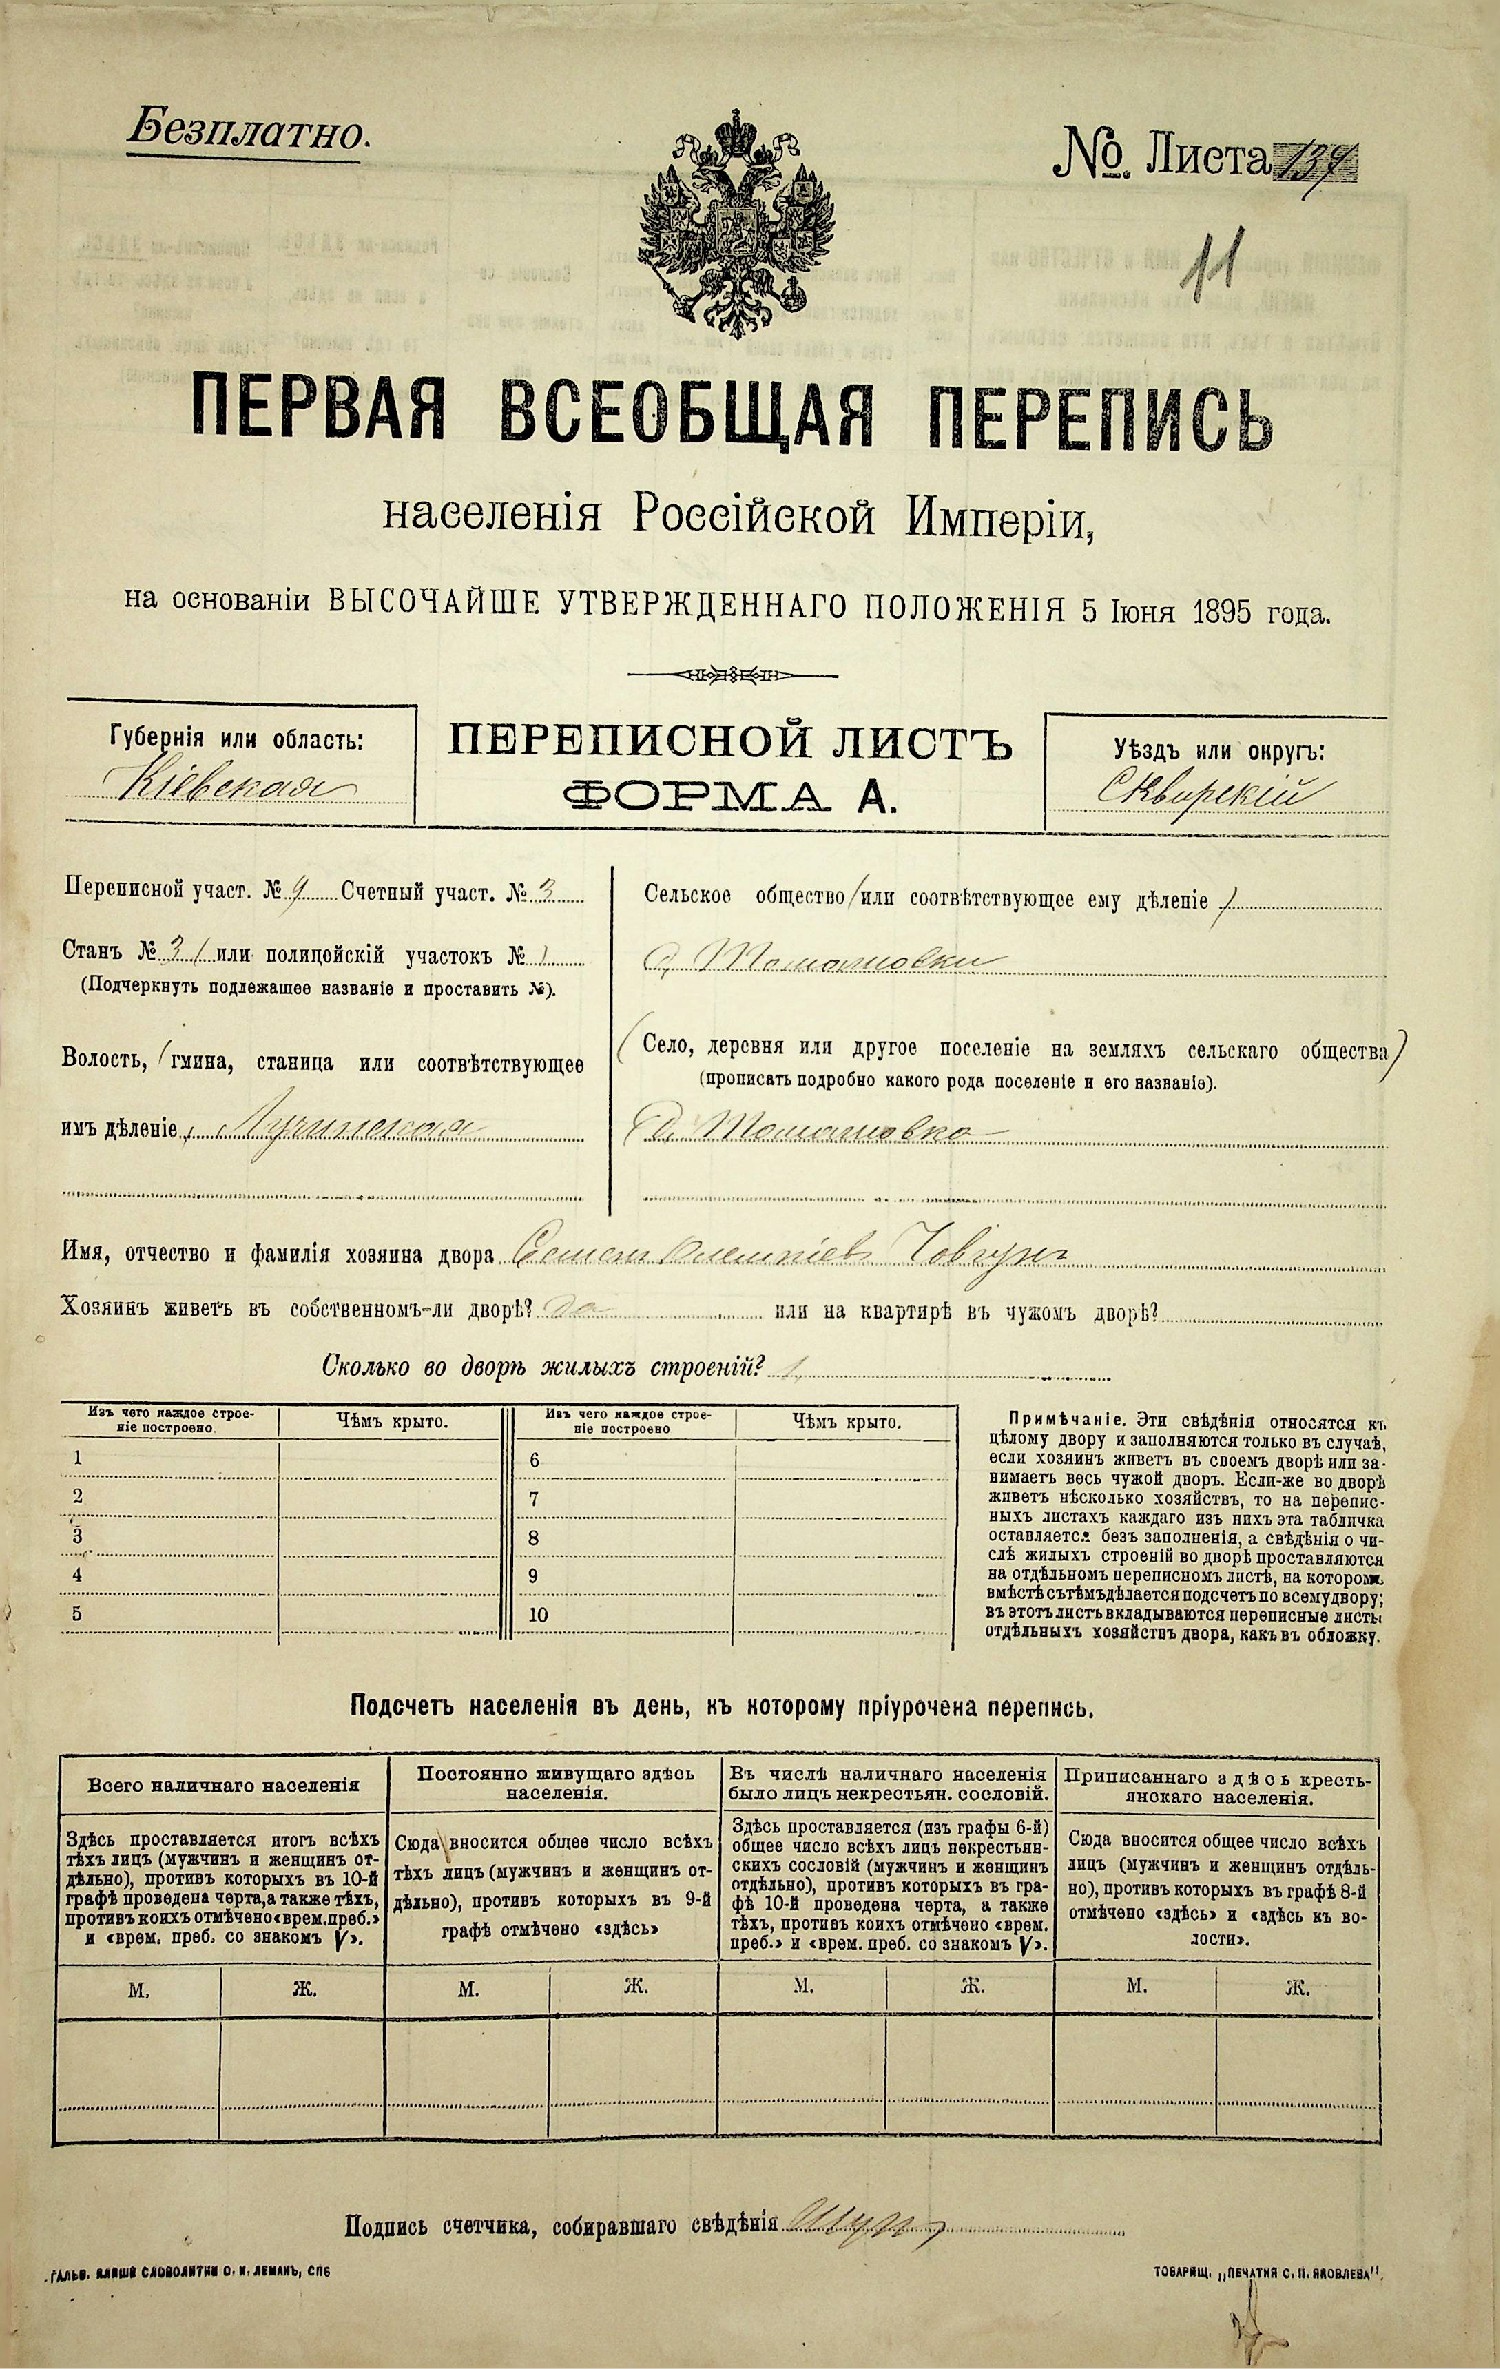 Безплатно.
№ Листа 139
11
ПЕРВАЯ ВСЕОБЩАЯ ПЕРЕПИСЬ
населенія Россійской Имперіи,
на основаніи ВЫСОЧАЙШЕ УТВЕРЖДЕННАГО ПОЛОЖЕНІЯ 5 Іюня 1895 года.
Губернія или область:
Кіевская
ПЕРЕПИСНОЙ ЛИСТЪ
ФОРМА А.
Уѣздъ или округъ:
Сквирскій
Переписной участ. № 9 Счетный участ. № 3
Станъ № 3 / или полицейскій участокъ № 1
(Подчеркнуть подлежащее названіе и проставить №).
Волость, (гмина, станица или соотвѣтствующее
имъ дѣленіе) Лучинская
Сельское общество (или соотвѣтствующее ему дѣленіе)
д. Томашовки
(Село, деревня или другое поселеніе на земляхъ сельскаго общества)
(прописать подробно какого рода поселеніе и его названіе).
Д. Томашовка
Имя, отчество и фамилія хозяина двора Семенъ Човгунъ
Хозяинъ живетъ въ собственномъ-ли дворѣ? да или на квартирѣ въ чужомъ дворѣ?
Сколько во дворѣ жилыхъ строеній? 1
Изъ чего каждое строе-
ніе построено.
Чѣмъ крыто.
Изъ чего каждое строе-
ніе построено
Чѣмъ крыто.
1 6
2 7
3 8
4 9
5 10
Примѣчаніе. Эти свѣдѣнія относятся къ
цѣлому двору и заполняются только въ случаѣ,
если хозяинъ живетъ въ своемъ дворѣ или за-
нимаетъ весь чужой дворъ. Если-же во дворѣ
живетъ нѣсколько хозяйствъ, то на перепис-
ныхъ листахъ каждаго изъ нихъ эта табличка
оставляется безъ заполненія, а свѣдѣнія о чи-
слѣ жилыхъ строеній во дворѣ проставляются
на отдѣльномъ переписномъ листѣ, на которомъ
вмѣстѣ съ тѣмъ дѣлается подсчетъ по всему двору;
въ этотъ листъ вкладываются переписные листы
отдѣльныхъ хозяйствъ двора, какъ въ обложку.
Подсчетъ населенія въ день, къ которому пріурочена перепись.
Всего наличнаго населенія
Здѣсь проставляется итогъ всѣхъ
тѣхъ лицъ (мужчинъ и женщинъ от-
дѣльно), противъ которыхъ въ 10-й
графѣ проведена черта, а также тѣхъ,
противъ коихъ отмѣчено «врем. преб.»
и «врем. преб. со знакомъ V».
Постоянно живущаго здѣсь
населенія.
Сюда вносится общее число всѣхъ
тѣхъ лицъ (мужчинъ и женщинъ от-
дѣльно), противъ которыхъ въ 9-й
графѣ отмѣчено «здѣсь»
Въ числѣ наличнаго населенія
было лицъ некрестьян. сословій.
Здѣсь проставляется (изъ графы 6-й)
общее число всѣхъ лицъ некрестьян-
скихъ сословій (мужчинъ и женщинъ
отдѣльно), противъ которыхъ въ гра-
фѣ 10-й проведена черта, а также
тѣхъ, противъ коихъ отмѣчено «врем.
преб.» и «врем. преб. со знакомъ V».
Приписаннаго здѣсь кресть-
янскаго населенія.
Сюда вносится общее число всѣхъ
лицъ (мужчинъ и женщинъ отдѣль-
но), противъ которыхъ въ графѣ 8-й
отмѣчено «здѣсь» и «здѣсь къ во-
лости».
М. Ж. М. Ж. М. Ж. М. Ж.
Подпись счетчика, собиравшаго свѣдѣнія
ГАЛЬВ. КЛИШЕ СЛОВОЛИТНИ О. И. ЛЕМАНЪ, СПБ
ТОВАРИЩ. „ПЕЧАТНЯ С. П. ЯКОВЛЕВА".